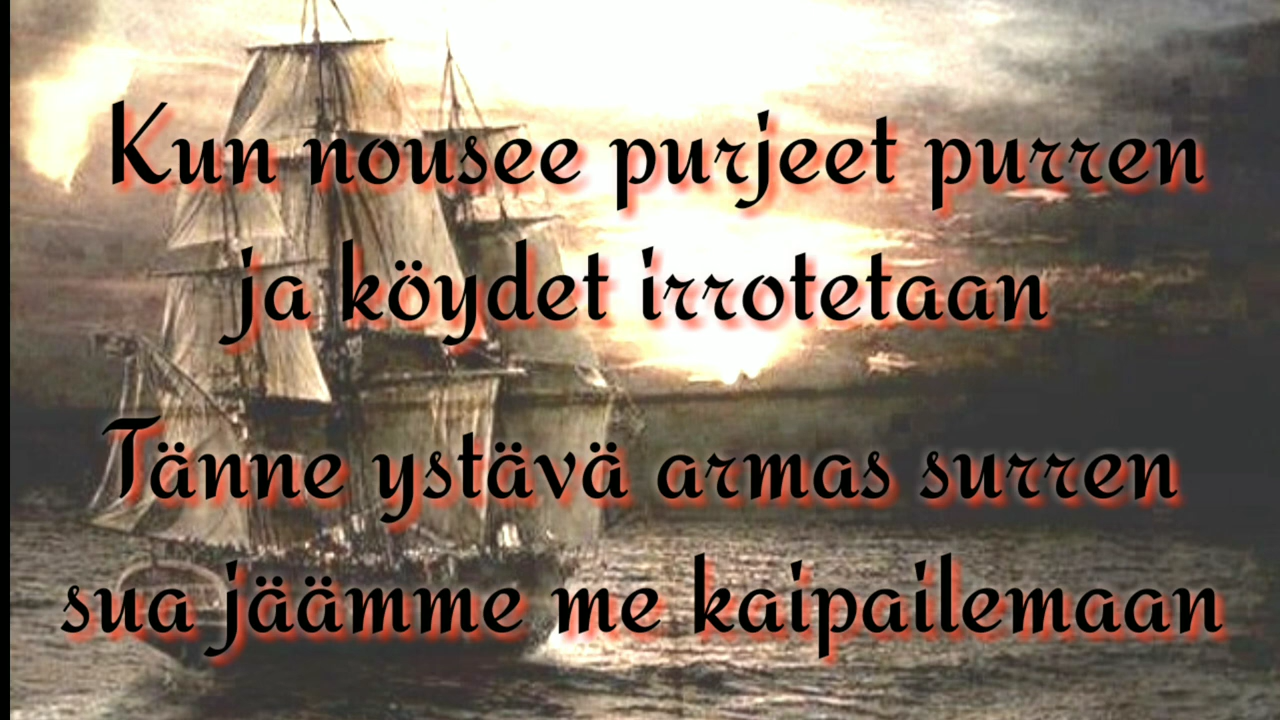 Kun nousee purjeet purren
ja köydet irrotetaan
Tänne ystävä armas surren
sua jäämme me kaipailemaan